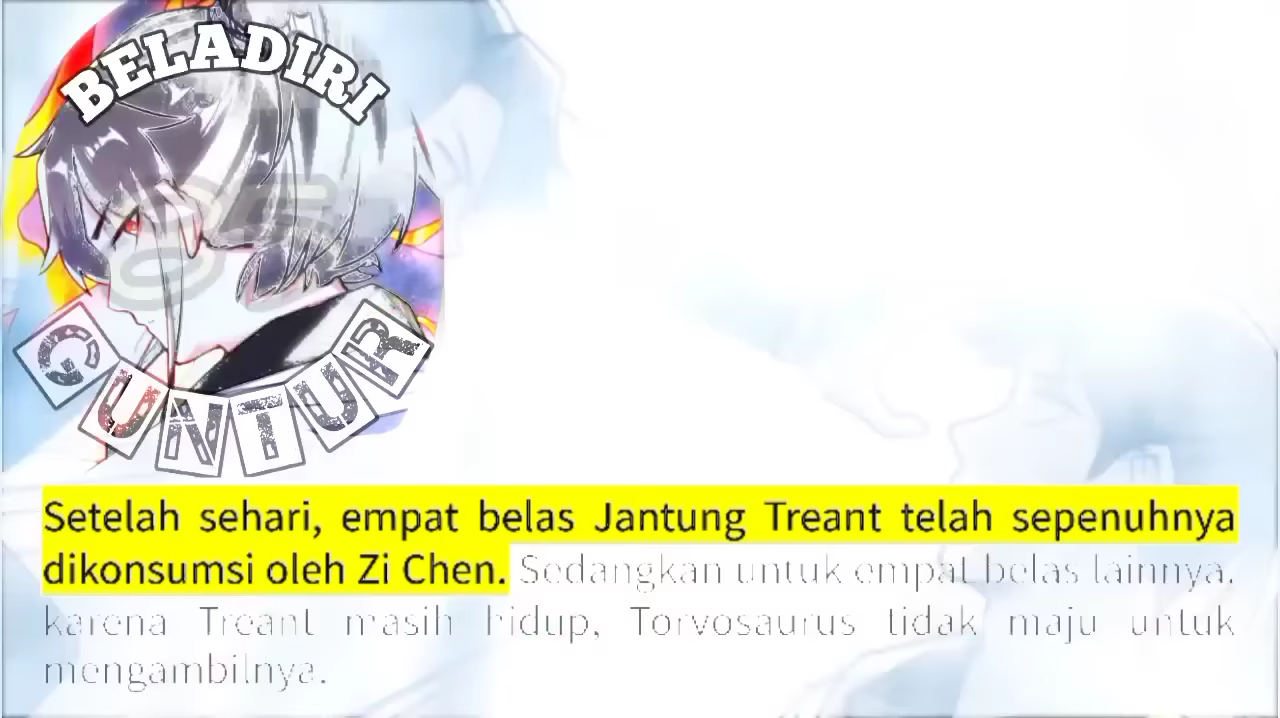 BELADIRI
GUNTUR
Setelah sehari, empat belas Jantung Treant telah sepenuhnya
dikonsumsi oleh Zi Chen. Sedangkan untuk empat belas lainnya,
karena Treant masih hidup, Torvosaurus tidak maju untuk
mengambilnya.